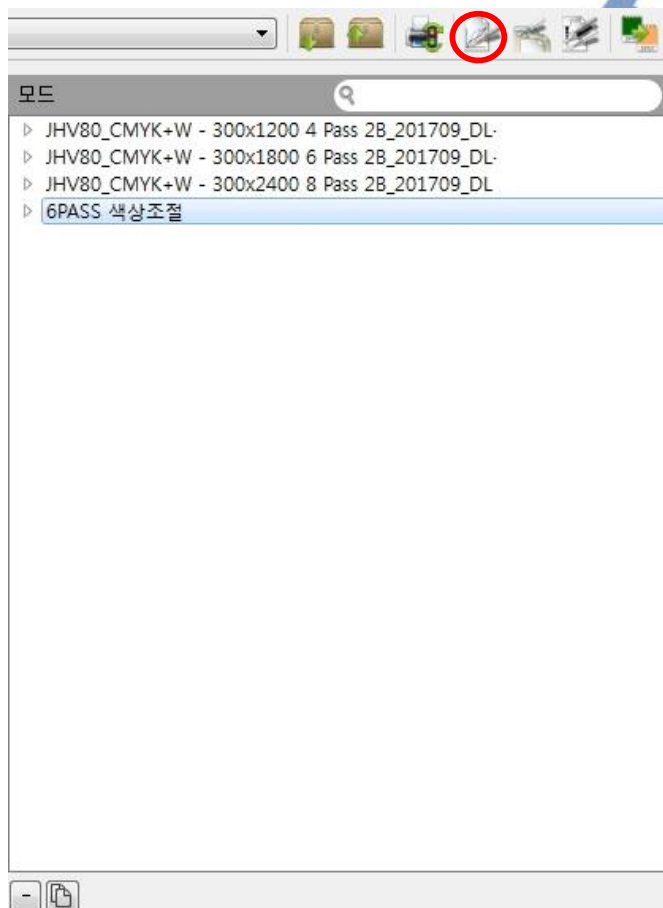 모드
JHV80_CMYK+W - 300x1200 4 Pass 2B_201709_DL-
JHV80_CMYK+W - 300x1800 6 Pass 2B_201709_DL-
JHV80_CMYK+W - 300x2400 8 Pass 2B_201709_DL
6PASS 색상조절